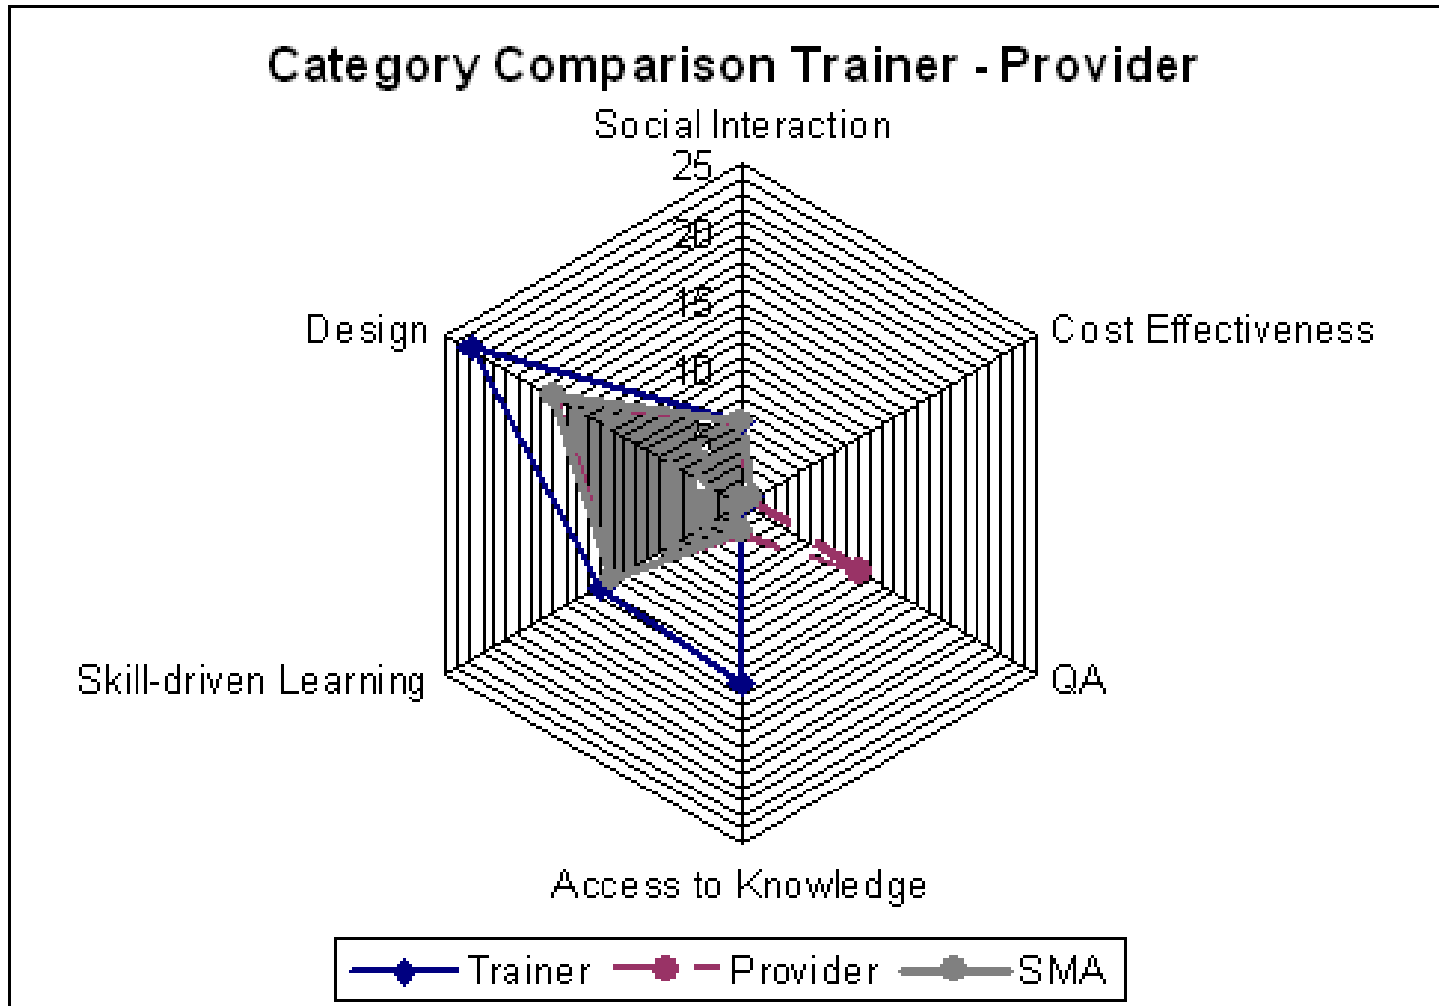 Category Comparison Trainer - Provider
Social Interaction
25
20
15
10
5
Design
Cost Effectiveness
Skill-driven Learning
QA
Access to Knowledge
Trainer Provider SMA